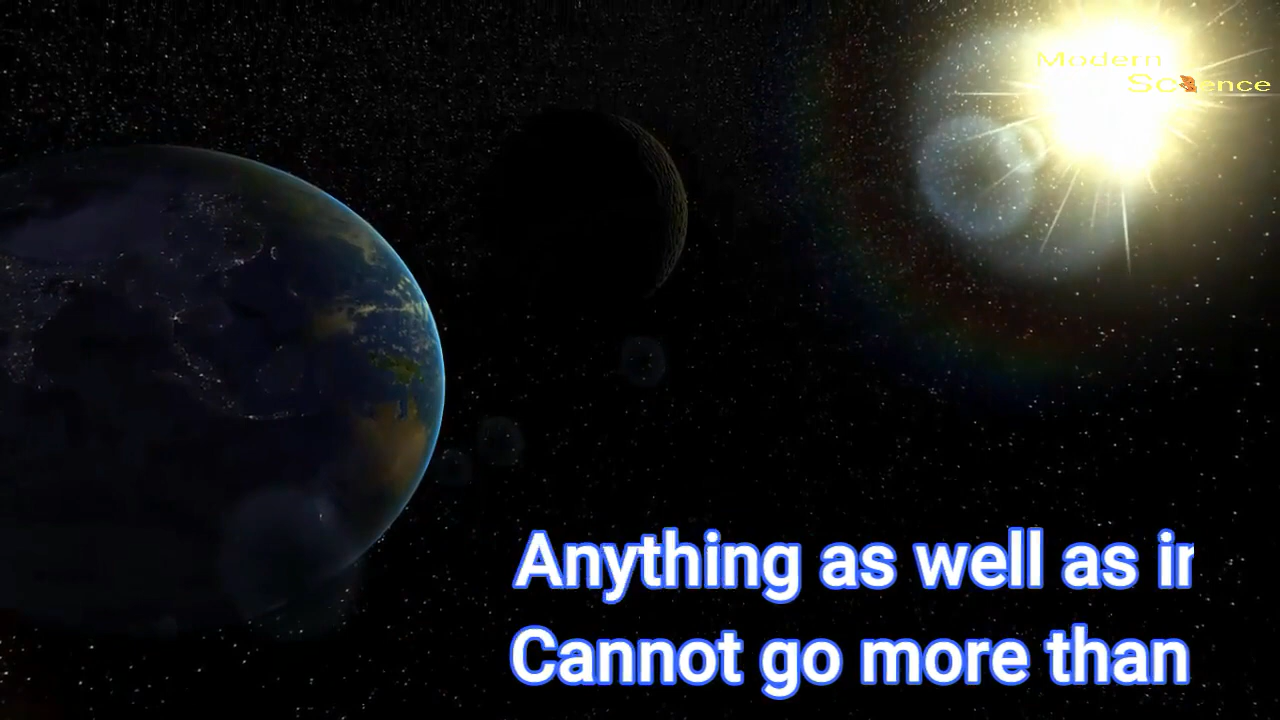 Modern
Science
Anything as well as
Cannot go more than